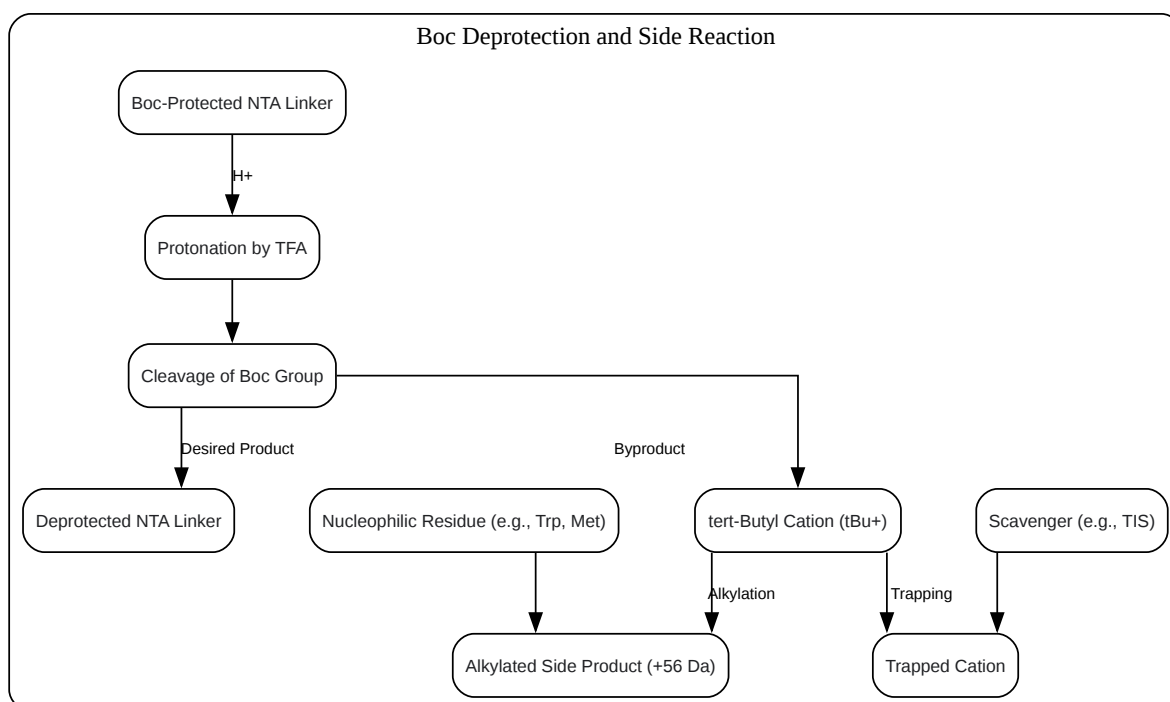 Boc Deprotection and Side Reaction
Boc-Protected NTA Linker
H+
Protonation by TFA
Cleavage of Boc Group
Desired Product
Byproduct
Deprotected NTA Linker
Nucleophilic Residue (e.g., Trp, Met)
tert-Butyl Cation (tBu+)
Scavenger (e.g., TIS)
Alkylation
Trapping
Alkylated Side Product (+56 Da)
Trapped Cation